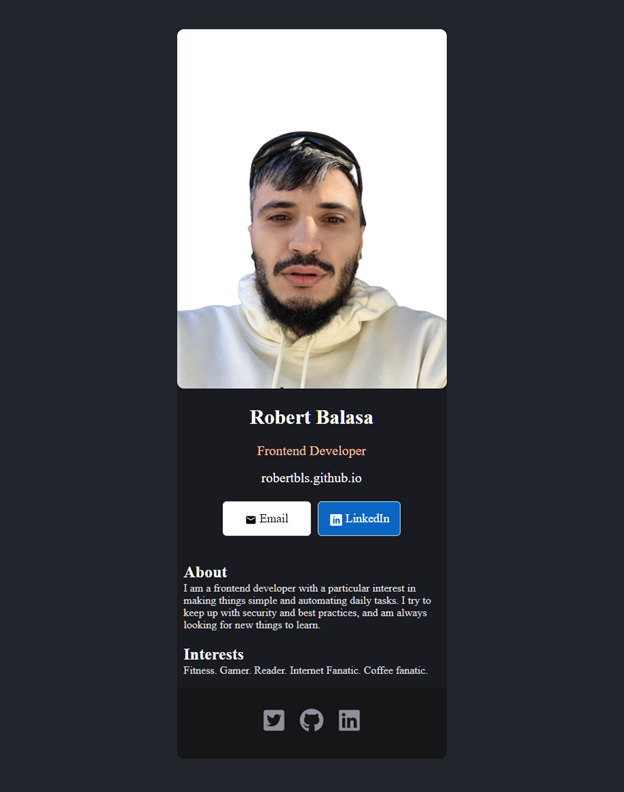 Robert Balasa
Frontend Developer
robertbls.github.io
Email
LinkedIn
About
I am a frontend developer with a particular interest in
making things simple and automating daily tasks. I try to
keep up with security and best practices, and am always
looking for new things to learn.
Interests
Fitness. Gamer. Reader. Internet Fanatic. Coffee fanatic.